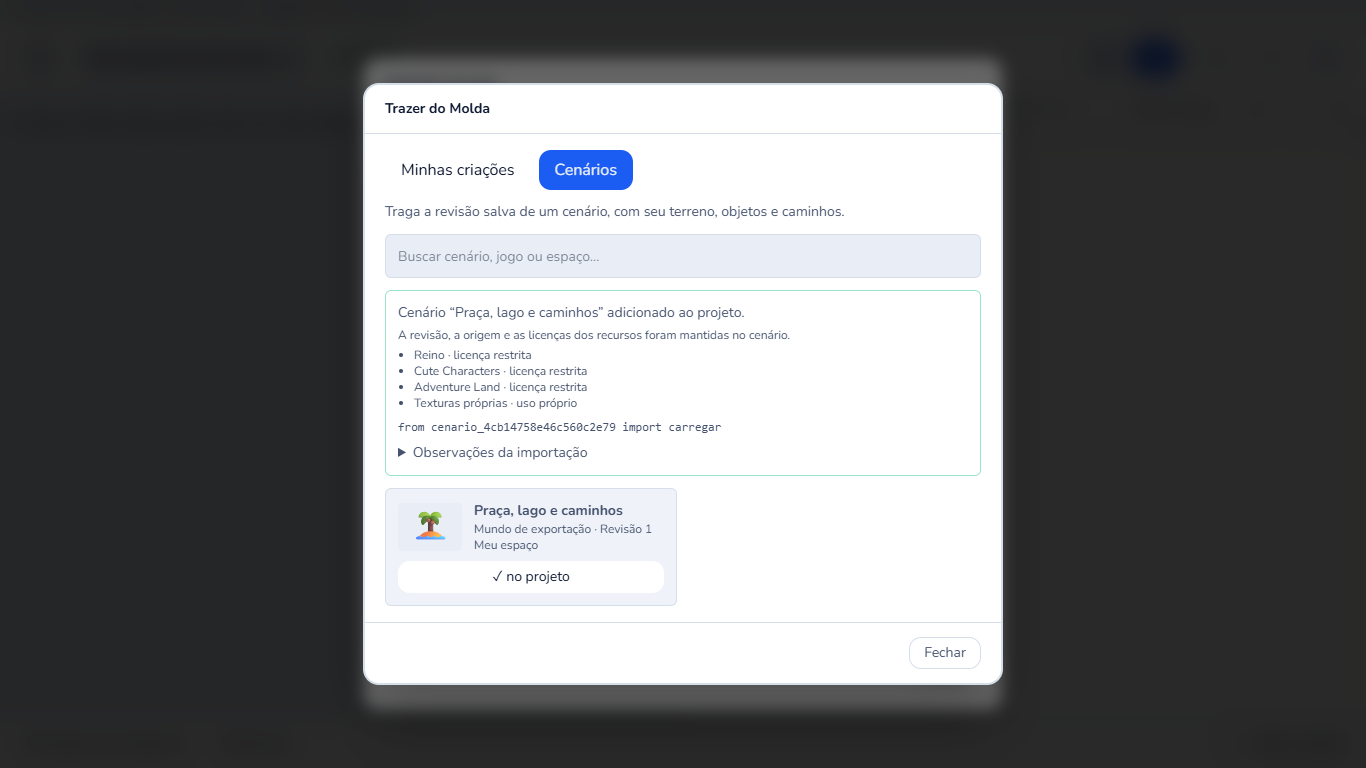 Trazer do Molda
Minhas criações
Cenários
Traga a revisão salva de um cenário, com seu terreno, objetos e caminhos.
Buscar cenário, jogo ou espaço...
Cenário “Praça, lago e caminhos” adicionado ao projeto.
A revisão, a origem e as licenças dos recursos foram mantidas no cenário.
• Reino · licença restrita
• Cute Characters · licença restrita
• Adventure Land · licença restrita
• Texturas próprias · uso próprio
from cenario_4cb14758e46c560c2e79 import carregar
▶ Observações da importação
Praça, lago e caminhos
Mundo de exportação · Revisão 1
Meu espaço
✓ no projeto
Fechar